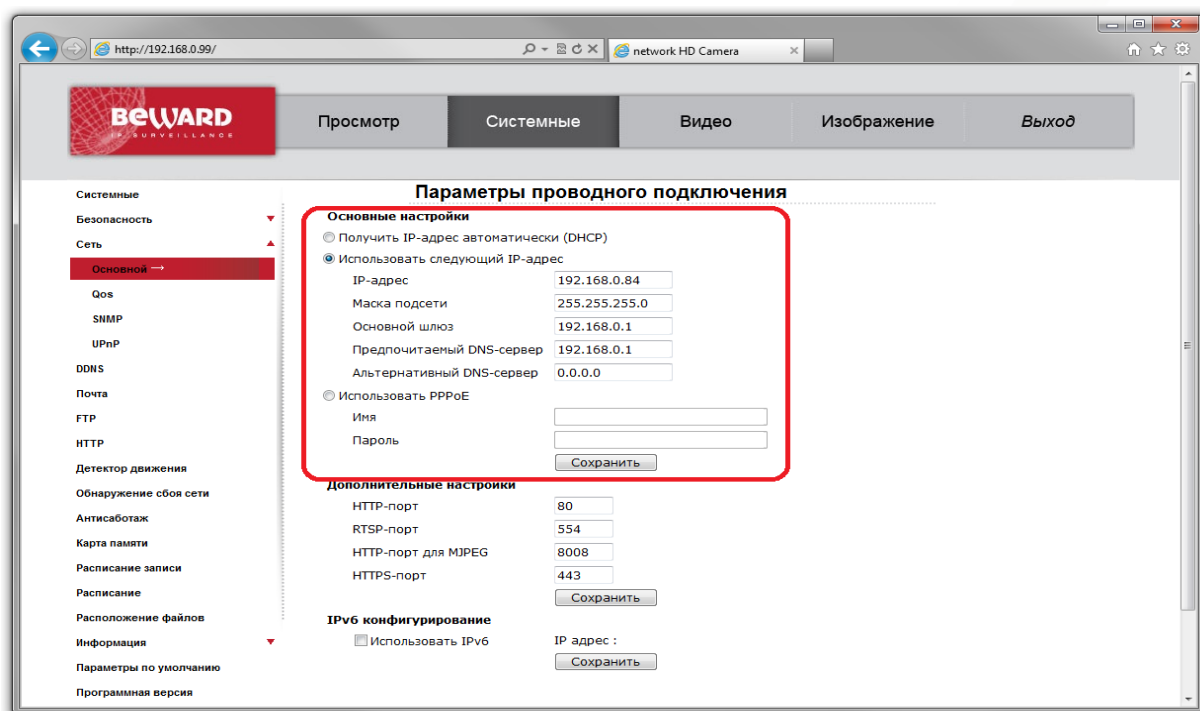 http://192.168.0.99/
network HD Camera
BEWARD
IP SURVEILLANCE
Просмотр
Системные
Видео
Изображение
Выход
Системные
Безопасность
Сеть
Основной →
Qos
SNMP
UPnP
DDNS
Почта
FTP
HTTP
Детектор движения
Обнаружение сбоя сети
Антисаботаж
Карта памяти
Расписание записи
Расписание
Расположение файлов
Информация
Параметры по умолчанию
Программная версия
Параметры проводного подключения
Основные настройки
Получить IP-адрес автоматически (DHCP)
Использовать следующий IP-адрес
IP-адрес 192.168.0.84
Маска подсети 255.255.255.0
Основной шлюз 192.168.0.1
Предпочитаемый DNS-сервер 192.168.0.1
Альтернативный DNS-сервер 0.0.0.0
Использовать PPPoE
Имя
Пароль
Сохранить
Дополнительные настройки
HTTP-порт 80
RTSP-порт 554
HTTP-порт для MJPEG 8008
HTTPS-порт 443
Сохранить
IPv6 конфигурирование
Использовать IPv6 IP адрес :
Сохранить